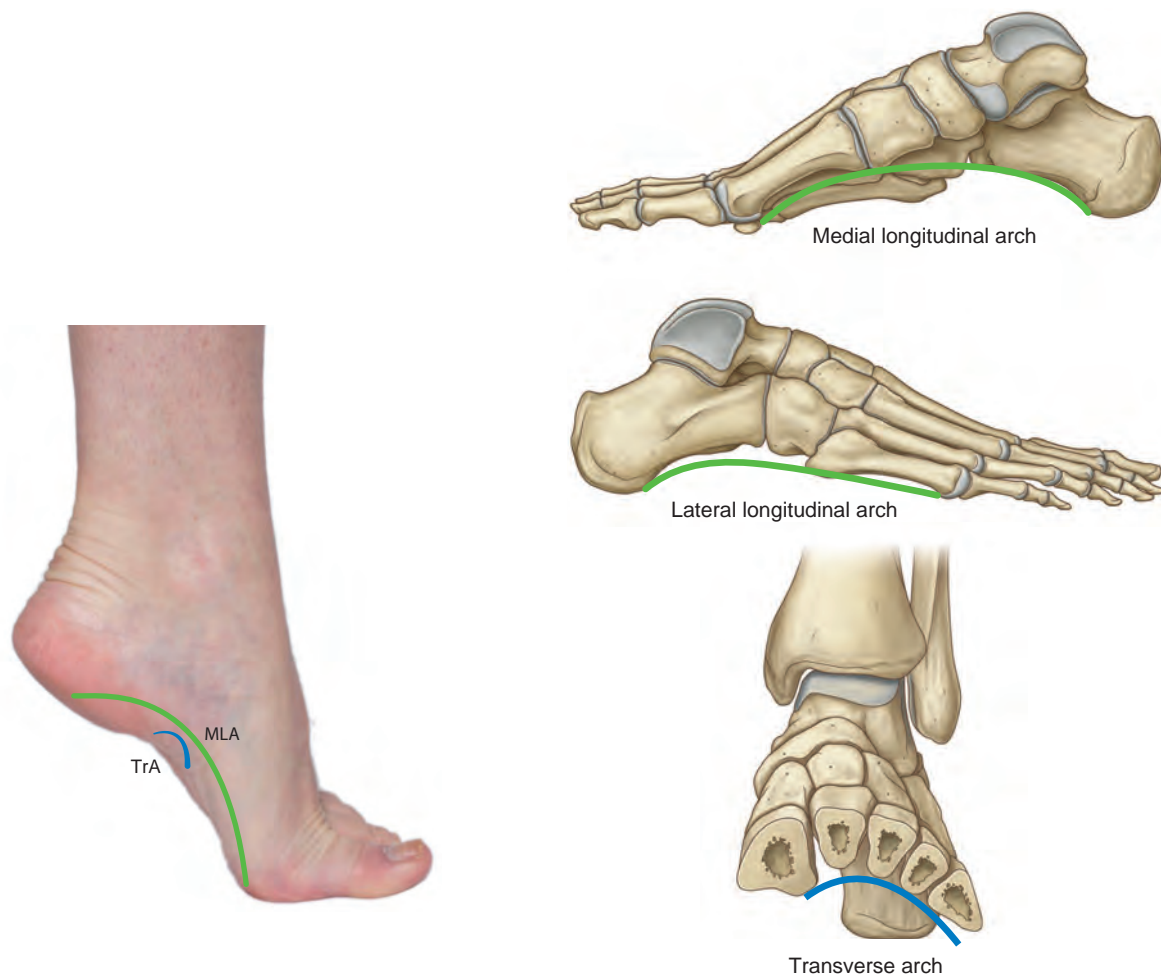 Medial longitudinal arch
Lateral longitudinal arch
MLA
TrA
Transverse arch